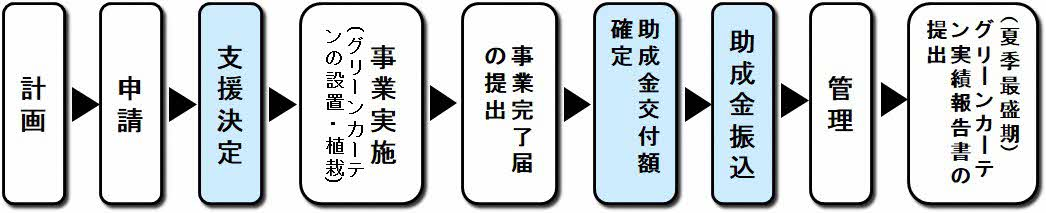 計画
申請
支援決定
事業実施
(グリーンカーテ
ンの設置・植栽)
事業完了届
の提出
助成金交付額
確定
助成金振込
管理
(夏季最盛期)
グリーンカーテ
ン実績報告書の
提出